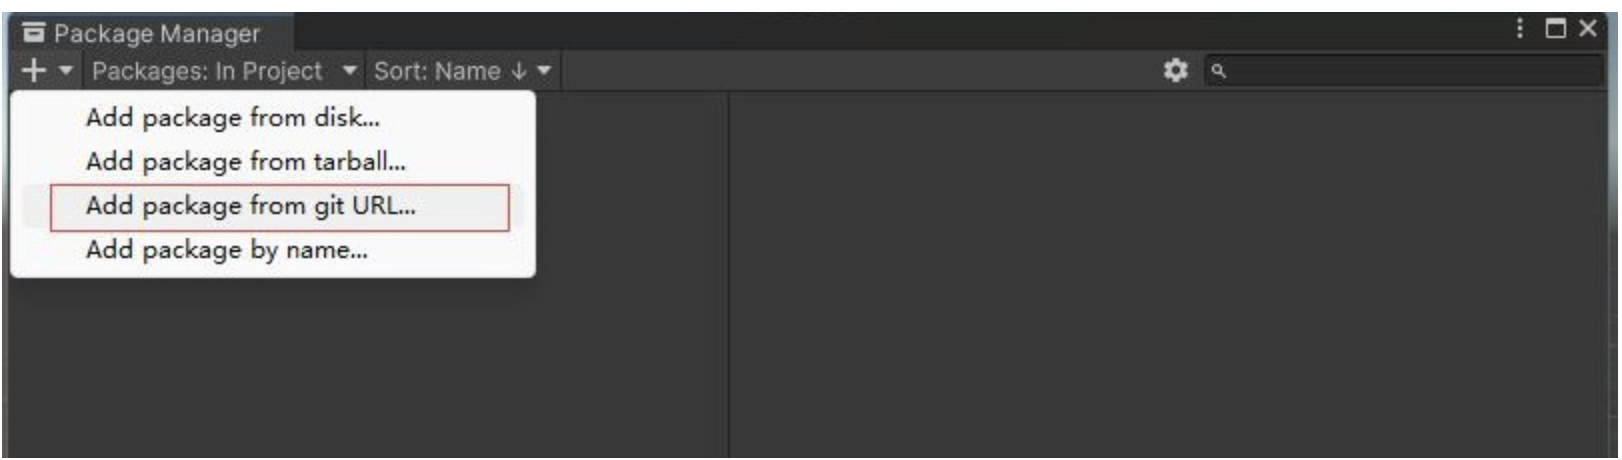 Package Manager
Packages: In Project Sort: Name ↓
Add package from disk...
Add package from tarball...
Add package from git URL...
Add package by name...